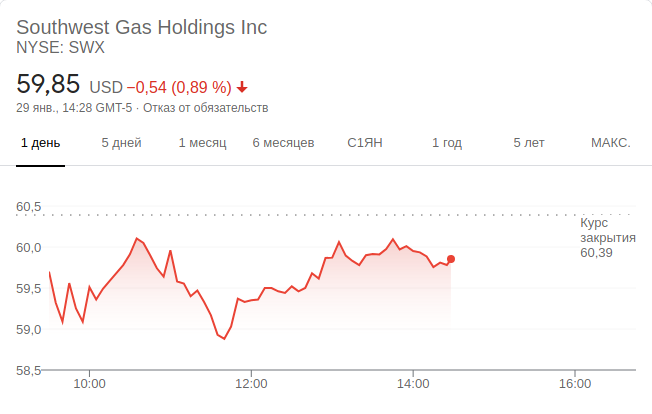 Southwest Gas Holdings Inc
NYSE: SWX
59,85 USD −0,54 (0,89 %)
29 янв., 14:28 GMT-5 · Отказ от обязательств
1 день 5 дней 1 месяц 6 месяцев С1ЯН 1 год 5 лет МАКС.
60,5
Курс
закрытия
60,39
60,0
59,5
59,0
58,5
10:00 12:00 14:00 16:00